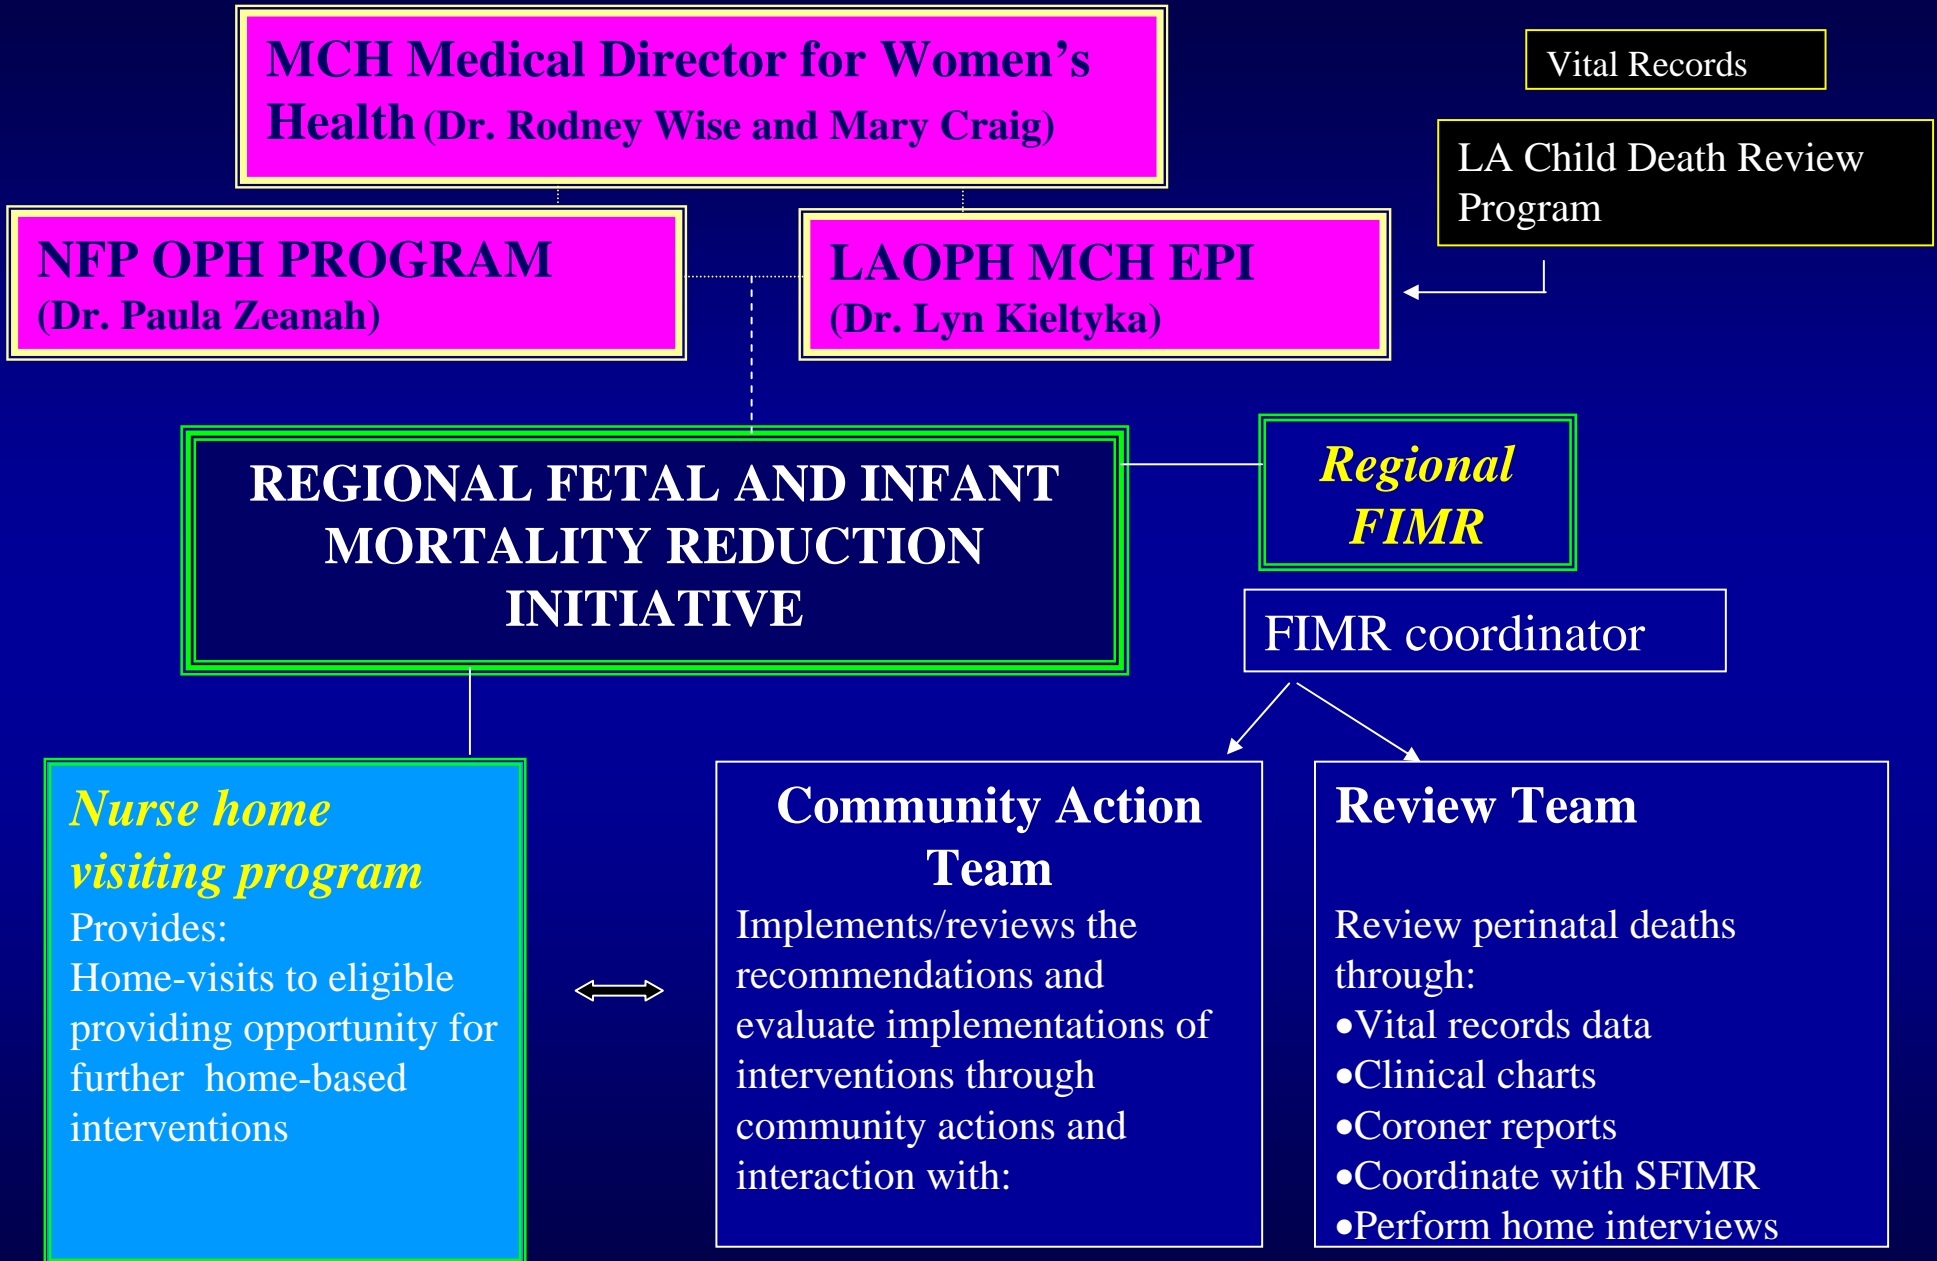 MCH Medical Director for Women’s
Health (Dr. Rodney Wise and Mary Craig)
Vital Records
LA Child Death Review
Program
NFP OPH PROGRAM
(Dr. Paula Zeanah)
LAOPH MCH EPI
(Dr. Lyn Kieltyka)
REGIONAL FETAL AND INFANT
MORTALITY REDUCTION
INITIATIVE
Regional
FIMR
FIMR coordinator
Nurse home
visiting program
Provides:
Home-visits to eligible
providing opportunity for
further home-based
interventions
Community Action
Team
Implements/reviews the
recommendations and
evaluate implementations of
interventions through
community actions and
interaction with:
Review Team
Review perinatal deaths
through:
•Vital records data
•Clinical charts
•Coroner reports
•Coordinate with SFIMR
•Perform home interviews